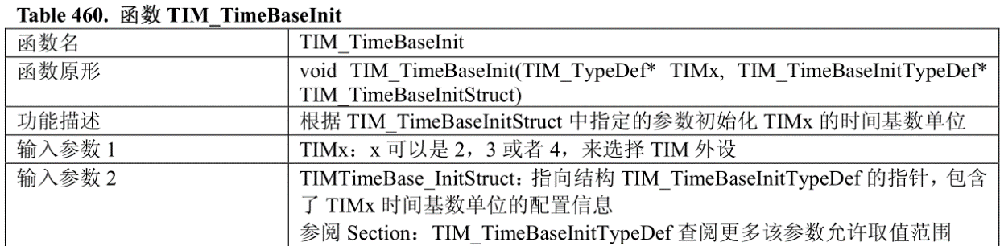 Table 460. 函数 TIM_TimeBaseInit
函数名 TIM_TimeBaseInit
函数原形 void TIM_TimeBaseInit(TIM_TypeDef* TIMx, TIM_TimeBaseInitTypeDef*
TIM_TimeBaseInitStruct)
功能描述 根据 TIM_TimeBaseInitStruct 中指定的参数初始化 TIMx 的时间基数单位
输入参数 1 TIMx：x 可以是 2，3 或者 4，来选择 TIM 外设
输入参数 2 TIMTimeBase_InitStruct：指向结构 TIM_TimeBaseInitTypeDef 的指针，包含
了 TIMx 时间基数单位的配置信息
参阅 Section：TIM_TimeBaseInitTypeDef 查阅更多该参数允许取值范围